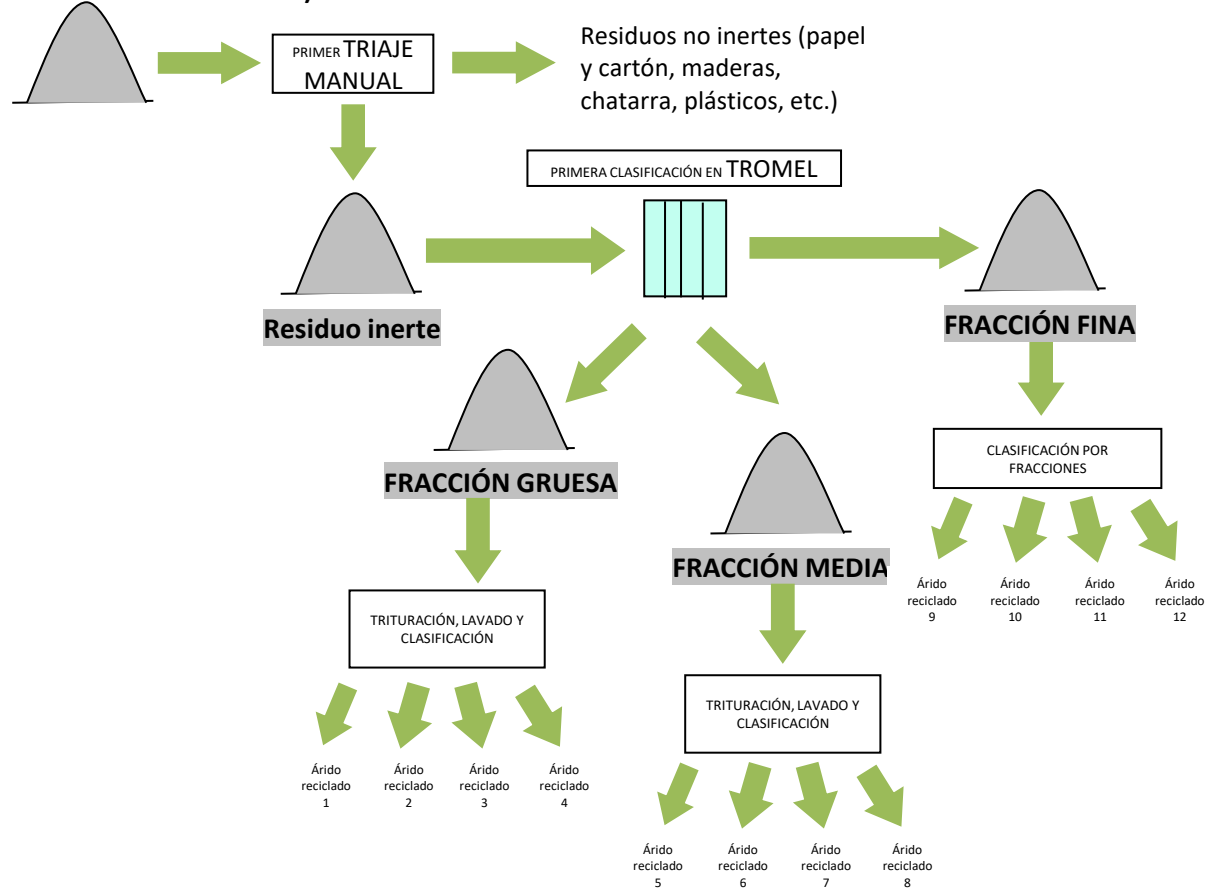 PRIMER TRIAJE
MANUAL
Residuos no inertes (papel
y cartón, maderas,
chatarra, plásticos, etc.)
PRIMERA CLASIFICACIÓN EN TROMEL
Residuo inerte
FRACCIÓN FINA
FRACCIÓN GRUESA
FRACCIÓN MEDIA
CLASIFICACIÓN POR
FRACCIONES
Árido
reciclado
9
Árido
reciclado
10
Árido
reciclado
11
Árido
reciclado
12
TRITURACIÓN, LAVADO Y
CLASIFICACIÓN
Árido
reciclado
1
Árido
reciclado
2
Árido
reciclado
3
Árido
reciclado
4
TRITURACIÓN, LAVADO Y
CLASIFICACIÓN
Árido
reciclado
5
Árido
reciclado
6
Árido
reciclado
7
Árido
reciclado
8